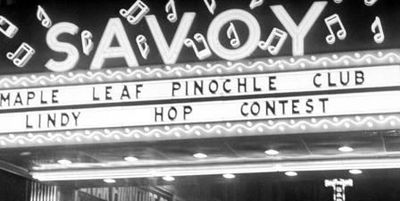 SAVOY
MAPLE LEAF PINOCHLE CLUB
LINDY HOP CONTEST